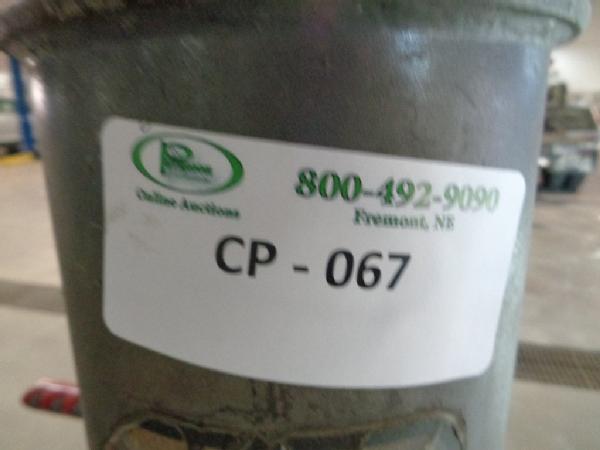 800-492-9090
Online Auctions
Fremont, NE
CP - 067